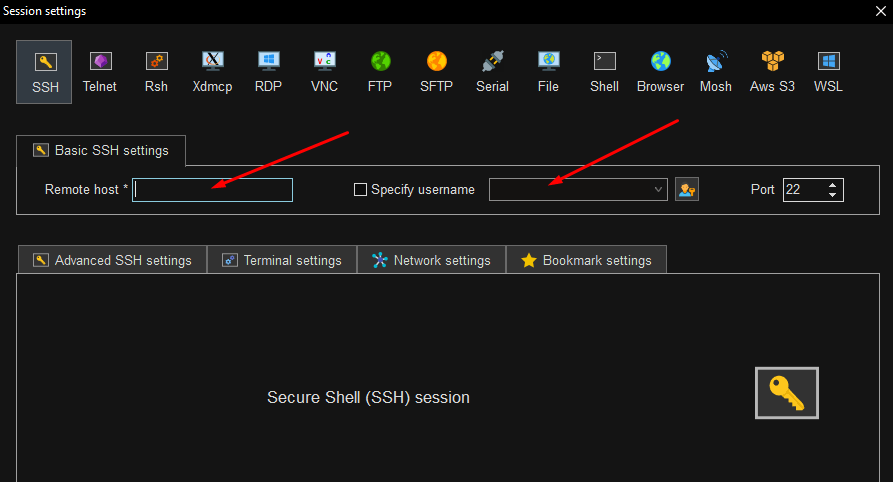 Session settings
SSH Telnet Rsh Xdmcp RDP VNC FTP SFTP Serial File Shell Browser Mosh Aws S3 WSL
Basic SSH settings
Remote host * Specify username Port 22
Advanced SSH settings Terminal settings Network settings Bookmark settings
Secure Shell (SSH) session